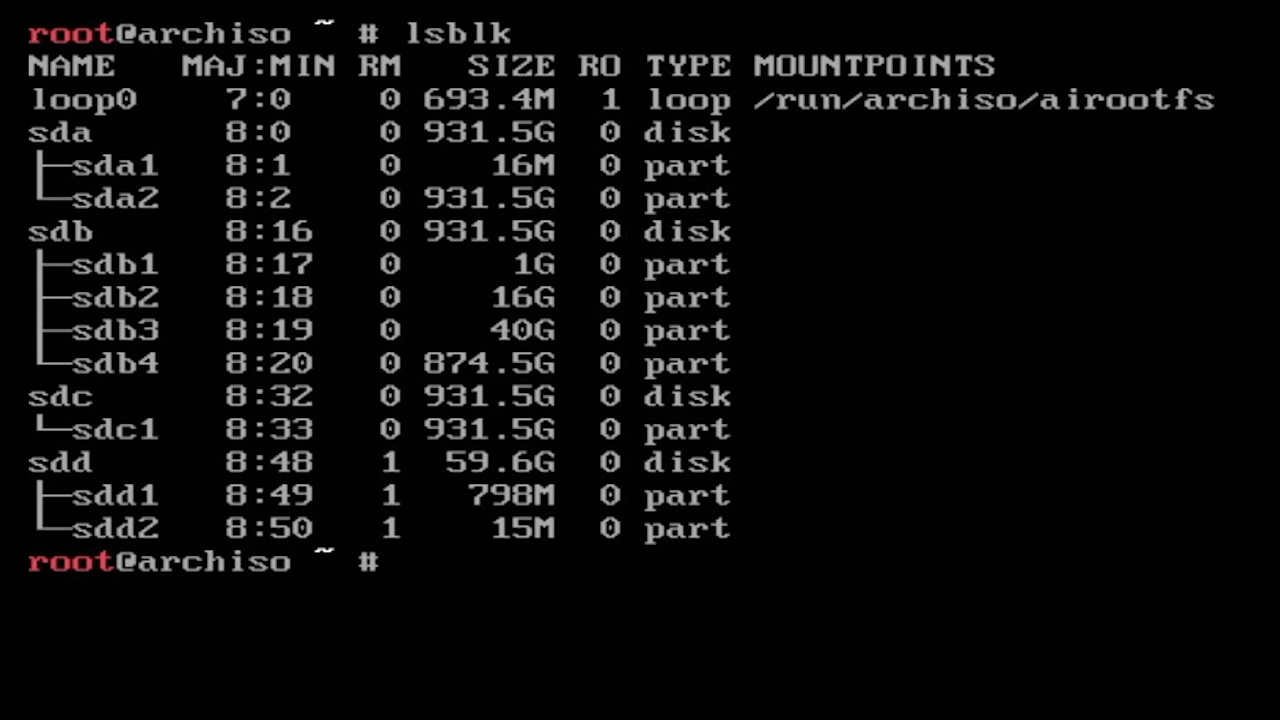 root@archiso ~ # lsblk
NAME   MAJ:MIN RM   SIZE RO TYPE MOUNTPOINTS
loop0    7:0    0 693.4M  1 loop /run/archiso/airootfs
sda      8:0    0 931.5G  0 disk
├─sda1   8:1    0    16M  0 part
└─sda2   8:2    0 931.5G  0 part
sdb      8:16   0 931.5G  0 disk
├─sdb1   8:17   0     1G  0 part
├─sdb2   8:18   0    16G  0 part
├─sdb3   8:19   0    40G  0 part
└─sdb4   8:20   0 874.5G  0 part
sdc      8:32   0 931.5G  0 disk
└─sdc1   8:33   0 931.5G  0 part
sdd      8:48   1  59.6G  0 disk
├─sdd1   8:49   1   798M  0 part
└─sdd2   8:50   1    15M  0 part
root@archiso ~ #